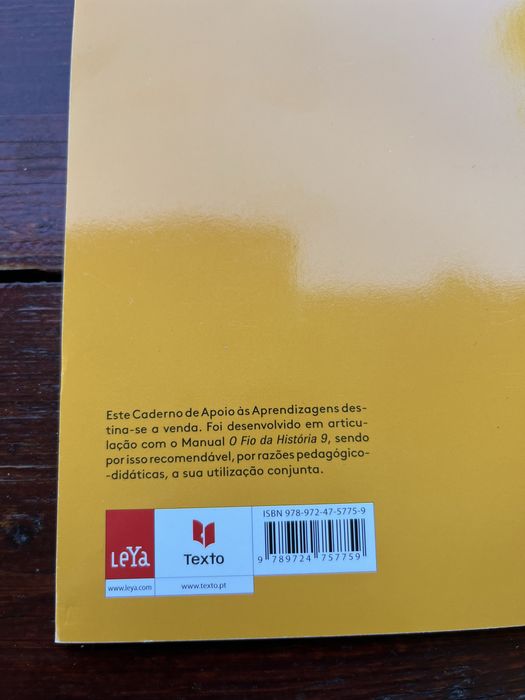 Este Caderno de Apoio às Aprendizagens des-
tina-se a venda. Foi desenvolvido em articu-
lação com o Manual O Fio da História 9, sendo
por isso recomendável, por razões pedagógico-
-didáticas, a sua utilização conjunta.
LeYa
www.leya.com
Texto
www.texto.pt
ISBN 978-972-47-5775-9
9 789724 757759